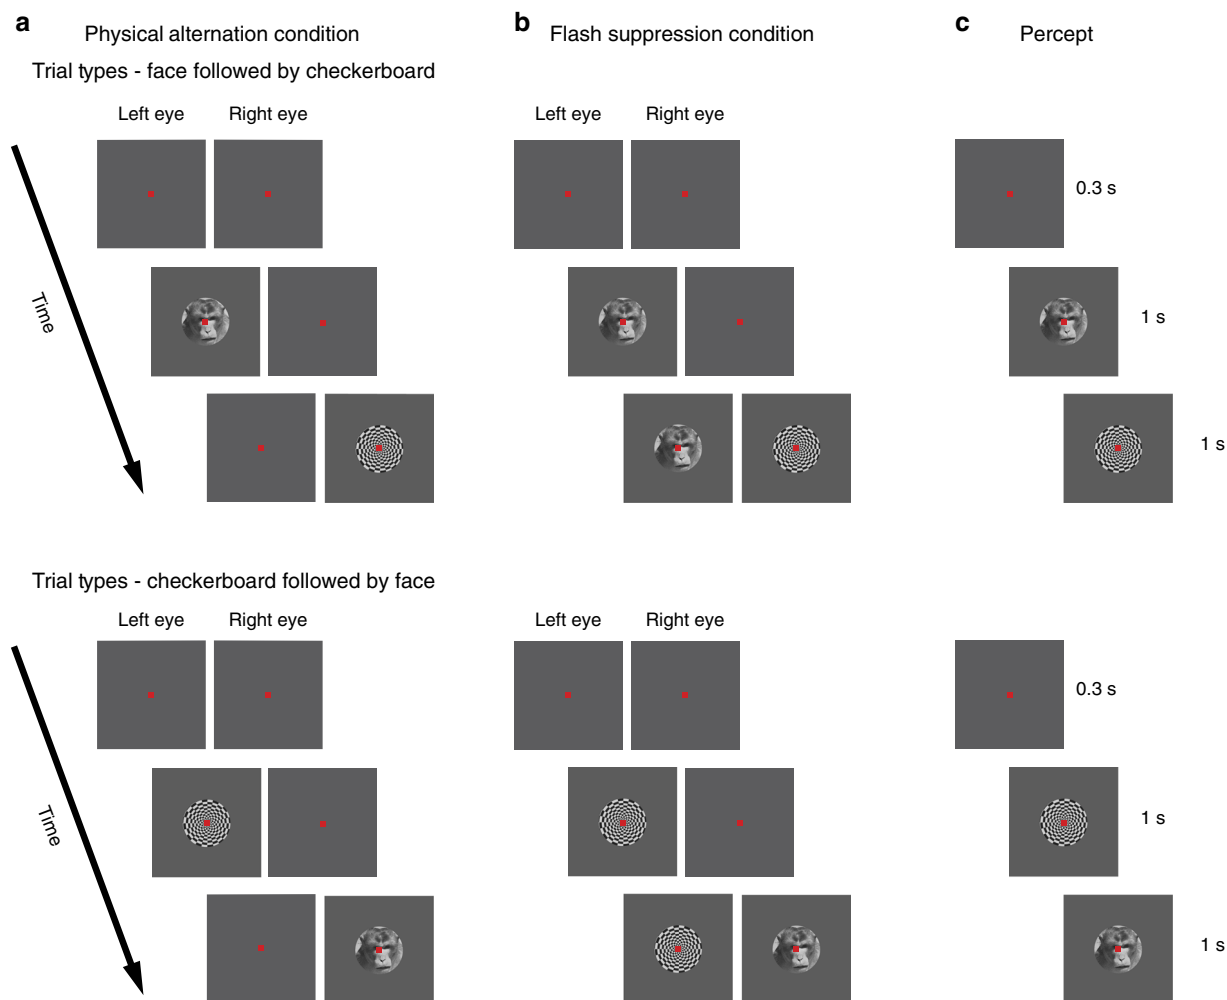 a
Physical alternation condition
b
Flash suppression condition
c
Percept
Trial types - face followed by checkerboard
Left eye
Right eye
Left eye
Right eye
0.3 s
Time
1 s
1 s
Trial types - checkerboard followed by face
Left eye
Right eye
Left eye
Right eye
0.3 s
Time
1 s
1 s